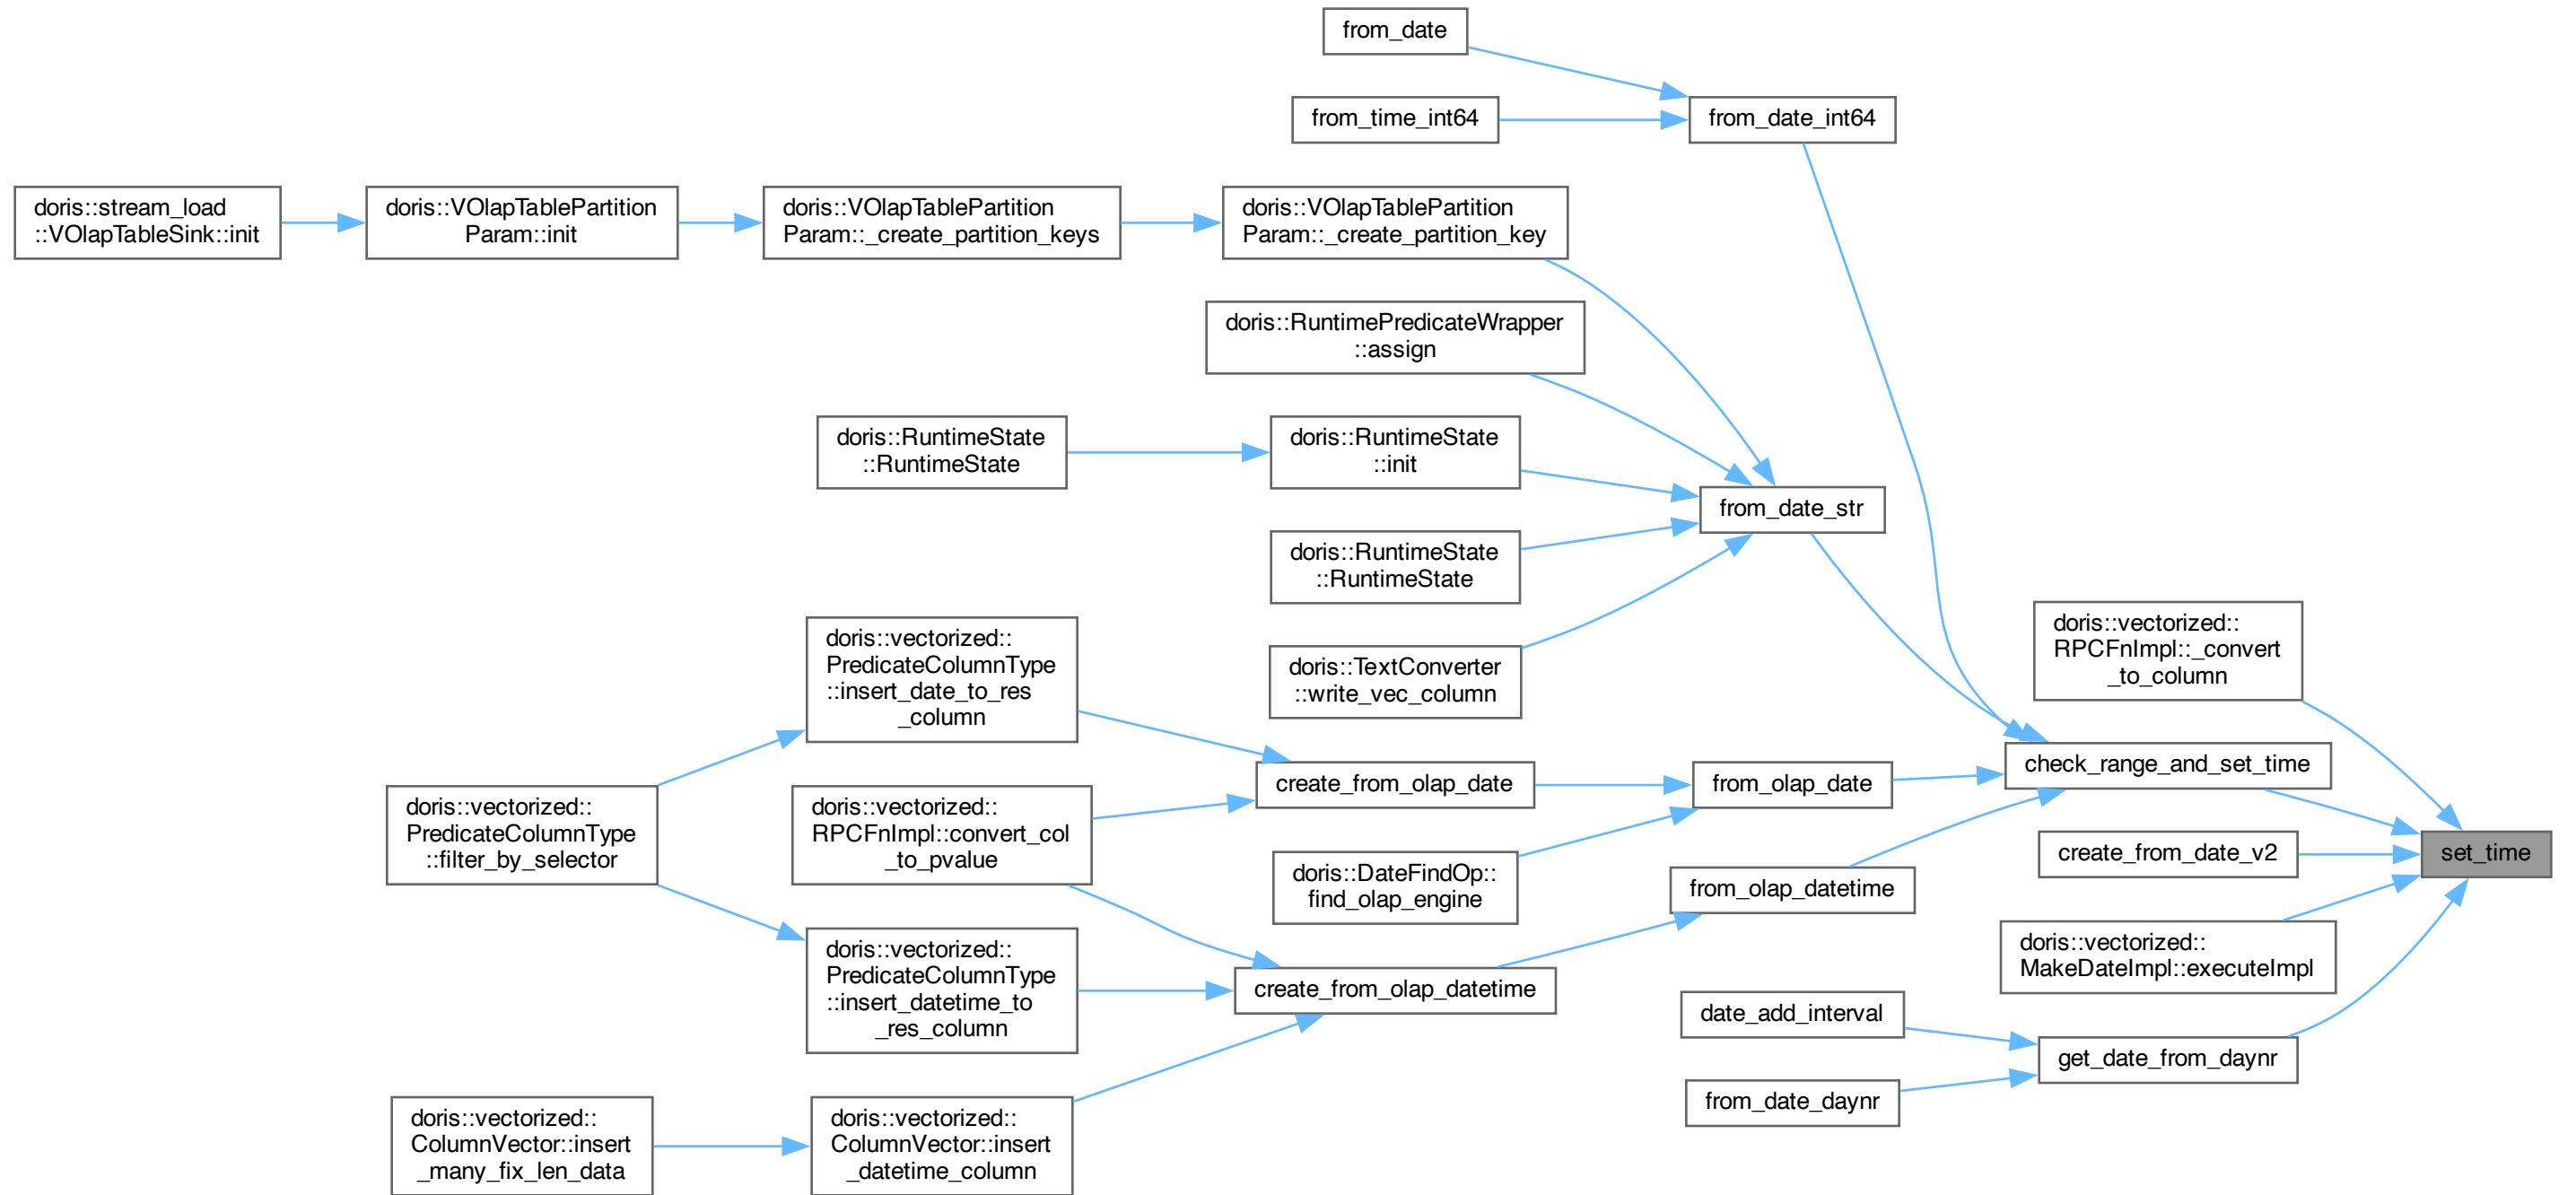 from_date
from_time_int64
from_date_int64
doris::stream_load
::VOlapTableSink::init
doris::VOlapTablePartition
Param::init
doris::VOlapTablePartition
Param::_create_partition_keys
doris::VOlapTablePartition
Param::_create_partition_key
doris::RuntimePredicateWrapper
::assign
doris::RuntimeState
::RuntimeState
doris::RuntimeState
::init
from_date_str
doris::RuntimeState
::RuntimeState
doris::TextConverter
::write_vec_column
doris::vectorized::
PredicateColumnType
::insert_date_to_res
_column
doris::vectorized::
RPCFnImpl::_convert
_to_column
doris::vectorized::
PredicateColumnType
::filter_by_selector
doris::vectorized::
RPCFnImpl::convert_col
_to_pvalue
create_from_olap_date
from_olap_date
check_range_and_set_time
doris::DateFindOp::
find_olap_engine
from_olap_datetime
create_from_date_v2
set_time
doris::vectorized::
PredicateColumnType
::insert_datetime_to
_res_column
create_from_olap_datetime
doris::vectorized::
MakeDateImpl::executeImpl
date_add_interval
get_date_from_daynr
from_date_daynr
doris::vectorized::
ColumnVector::insert
_many_fix_len_data
doris::vectorized::
ColumnVector::insert
_datetime_column